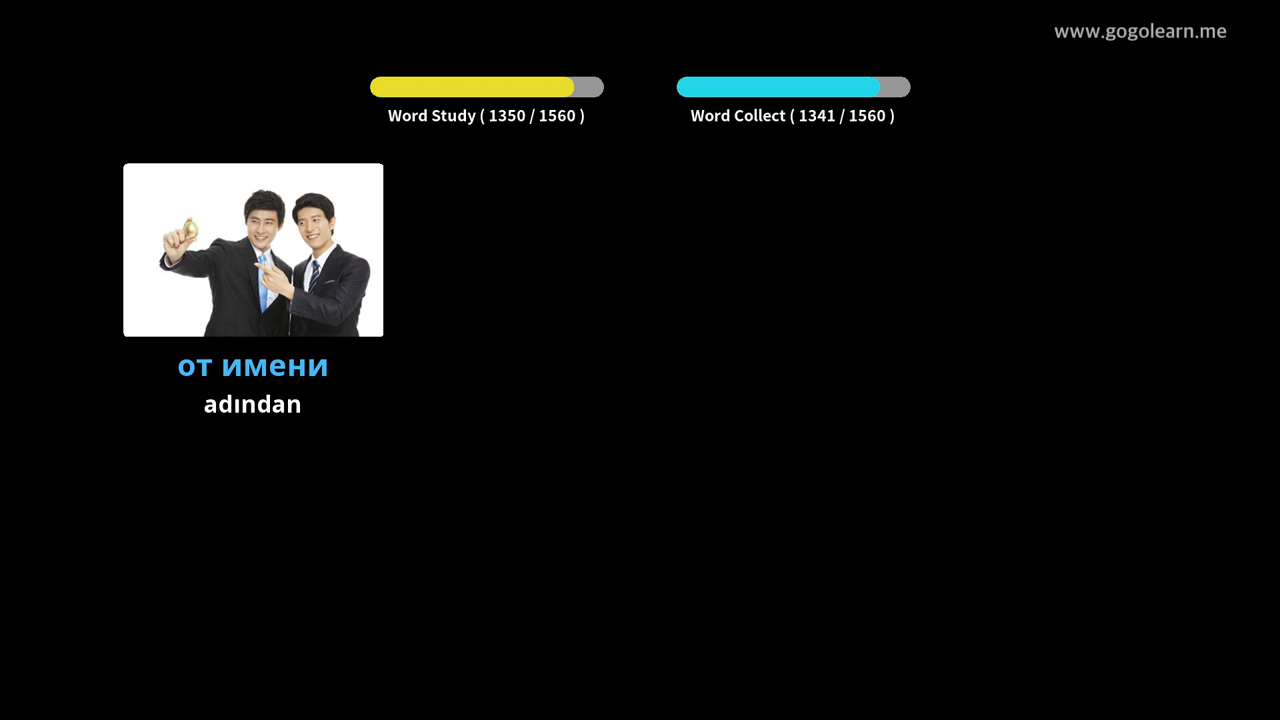 www.gogolearn.me
Word Study ( 1350 / 1560 )
Word Collect ( 1341 / 1560 )
от имени
adından